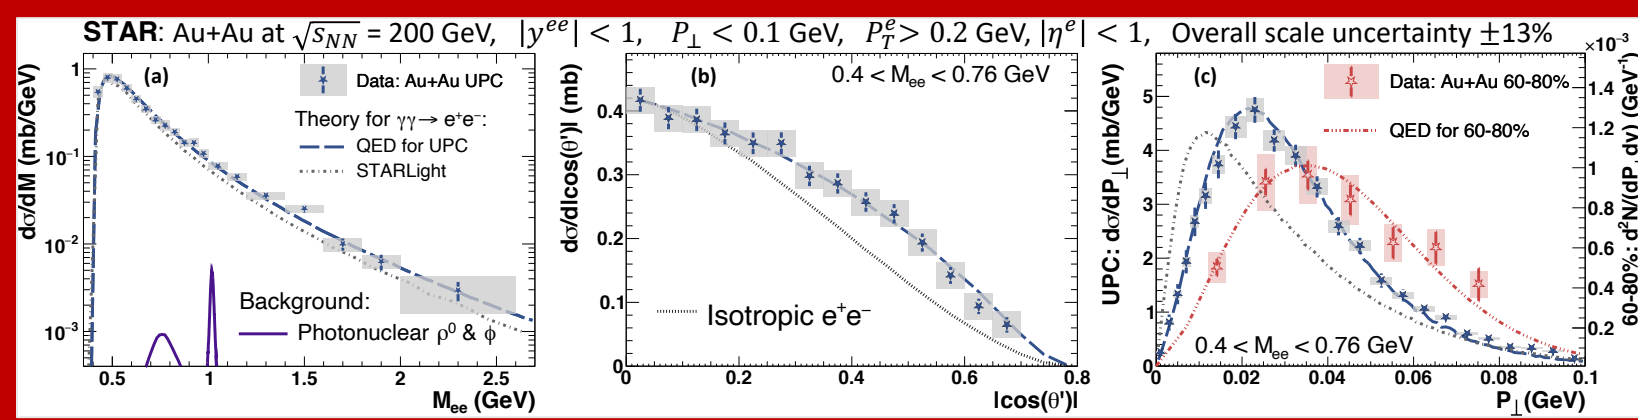 STAR: Au+Au at √s_NN = 200 GeV, |y^ee| < 1, P_⊥ < 0.1 GeV, P_T^e > 0.2 GeV, |η^e| < 1, Overall scale uncertainty ±13%
(a)
Data: Au+Au UPC
Theory for γγ→ e⁺e⁻:
QED for UPC
STARLight
Background:
Photonuclear ρ⁰ & ϕ
dσ/dM (mb/GeV)
1
10⁻¹
10⁻²
10⁻³
0.5 1 1.5 2 2.5
M_ee (GeV)
(b)
0.4 < M_ee < 0.76 GeV
Isotropic e⁺e⁻
dσ/d|cos(θ')| (mb)
0.4
0.3
0.2
0.1
0
0 0.2 0.4 0.6 0.8
|cos(θ')|
(c)
Data: Au+Au 60-80%
QED for 60-80%
0.4 < M_ee < 0.76 GeV
UPC: dσ/dP_⊥ (mb/GeV)
5
4
3
2
1
0
0 0.02 0.04 0.06 0.08 0.1
P_⊥ (GeV)
×10⁻³
1.4
1.2
1
0.8
0.6
0.4
0.2
60-80%: d²N/(dP_⊥dy) (GeV⁻¹)